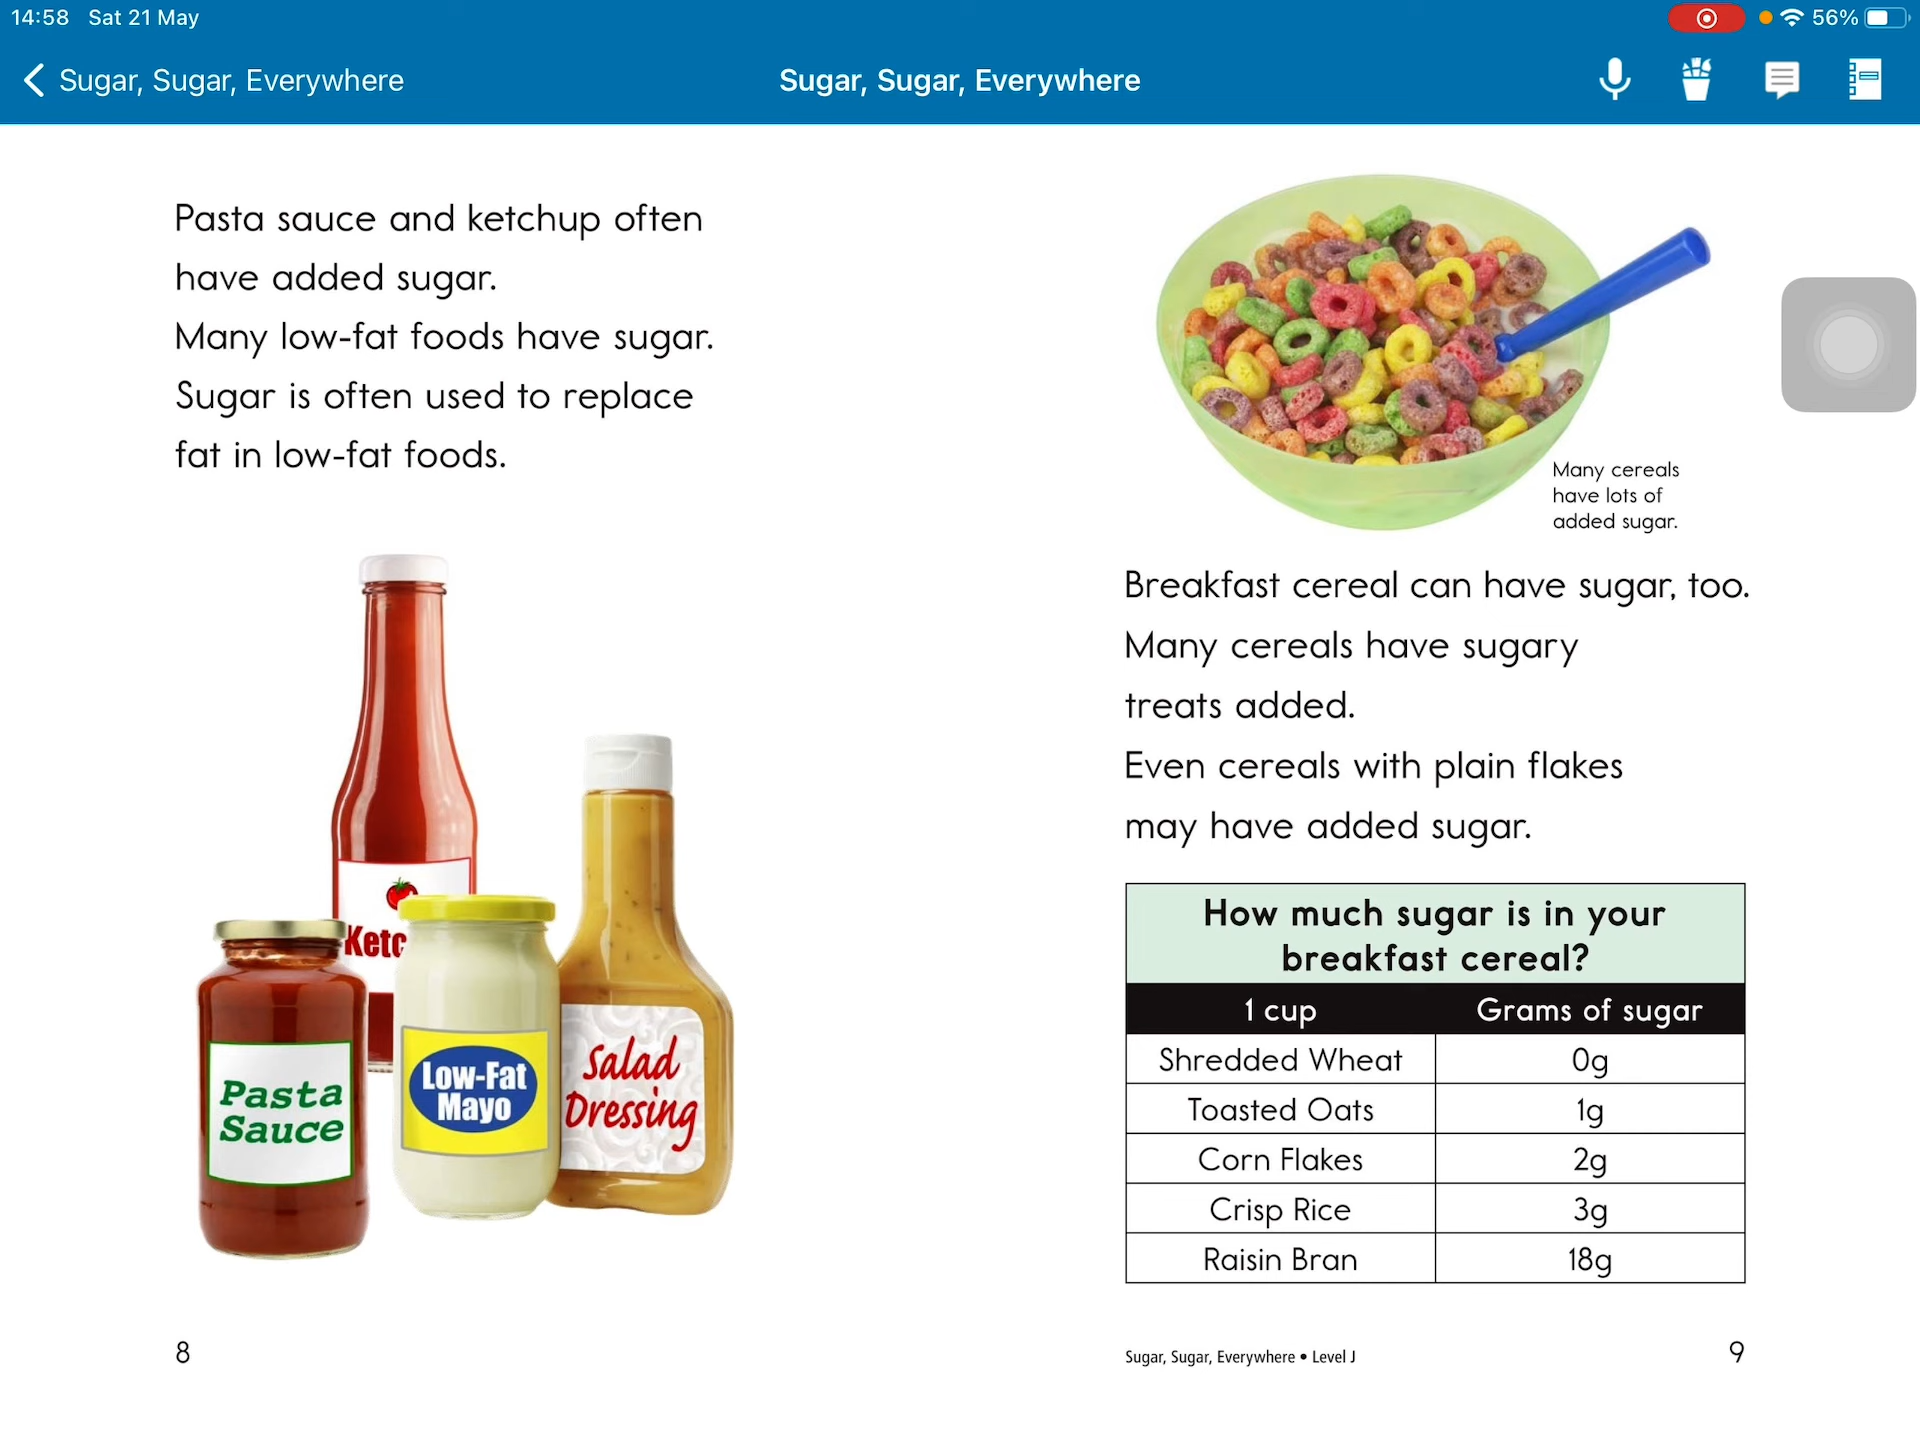 14:58 Sat 21 May
56%
Sugar, Sugar, Everywhere
Sugar, Sugar, Everywhere
Pasta sauce and ketchup often
have added sugar.
Many low-fat foods have sugar.
Sugar is often used to replace
fat in low-fat foods.
Ketc
Pasta
Sauce
Low-Fat
Mayo
Salad
Dressing
8
Many cereals
have lots of
added sugar.
Breakfast cereal can have sugar, too.
Many cereals have sugary
treats added.
Even cereals with plain flakes
may have added sugar.
How much sugar is in your
breakfast cereal?
1 cup Grams of sugar
Shredded Wheat 0g
Toasted Oats 1g
Corn Flakes 2g
Crisp Rice 3g
Raisin Bran 18g
Sugar, Sugar, Everywhere • Level J
9